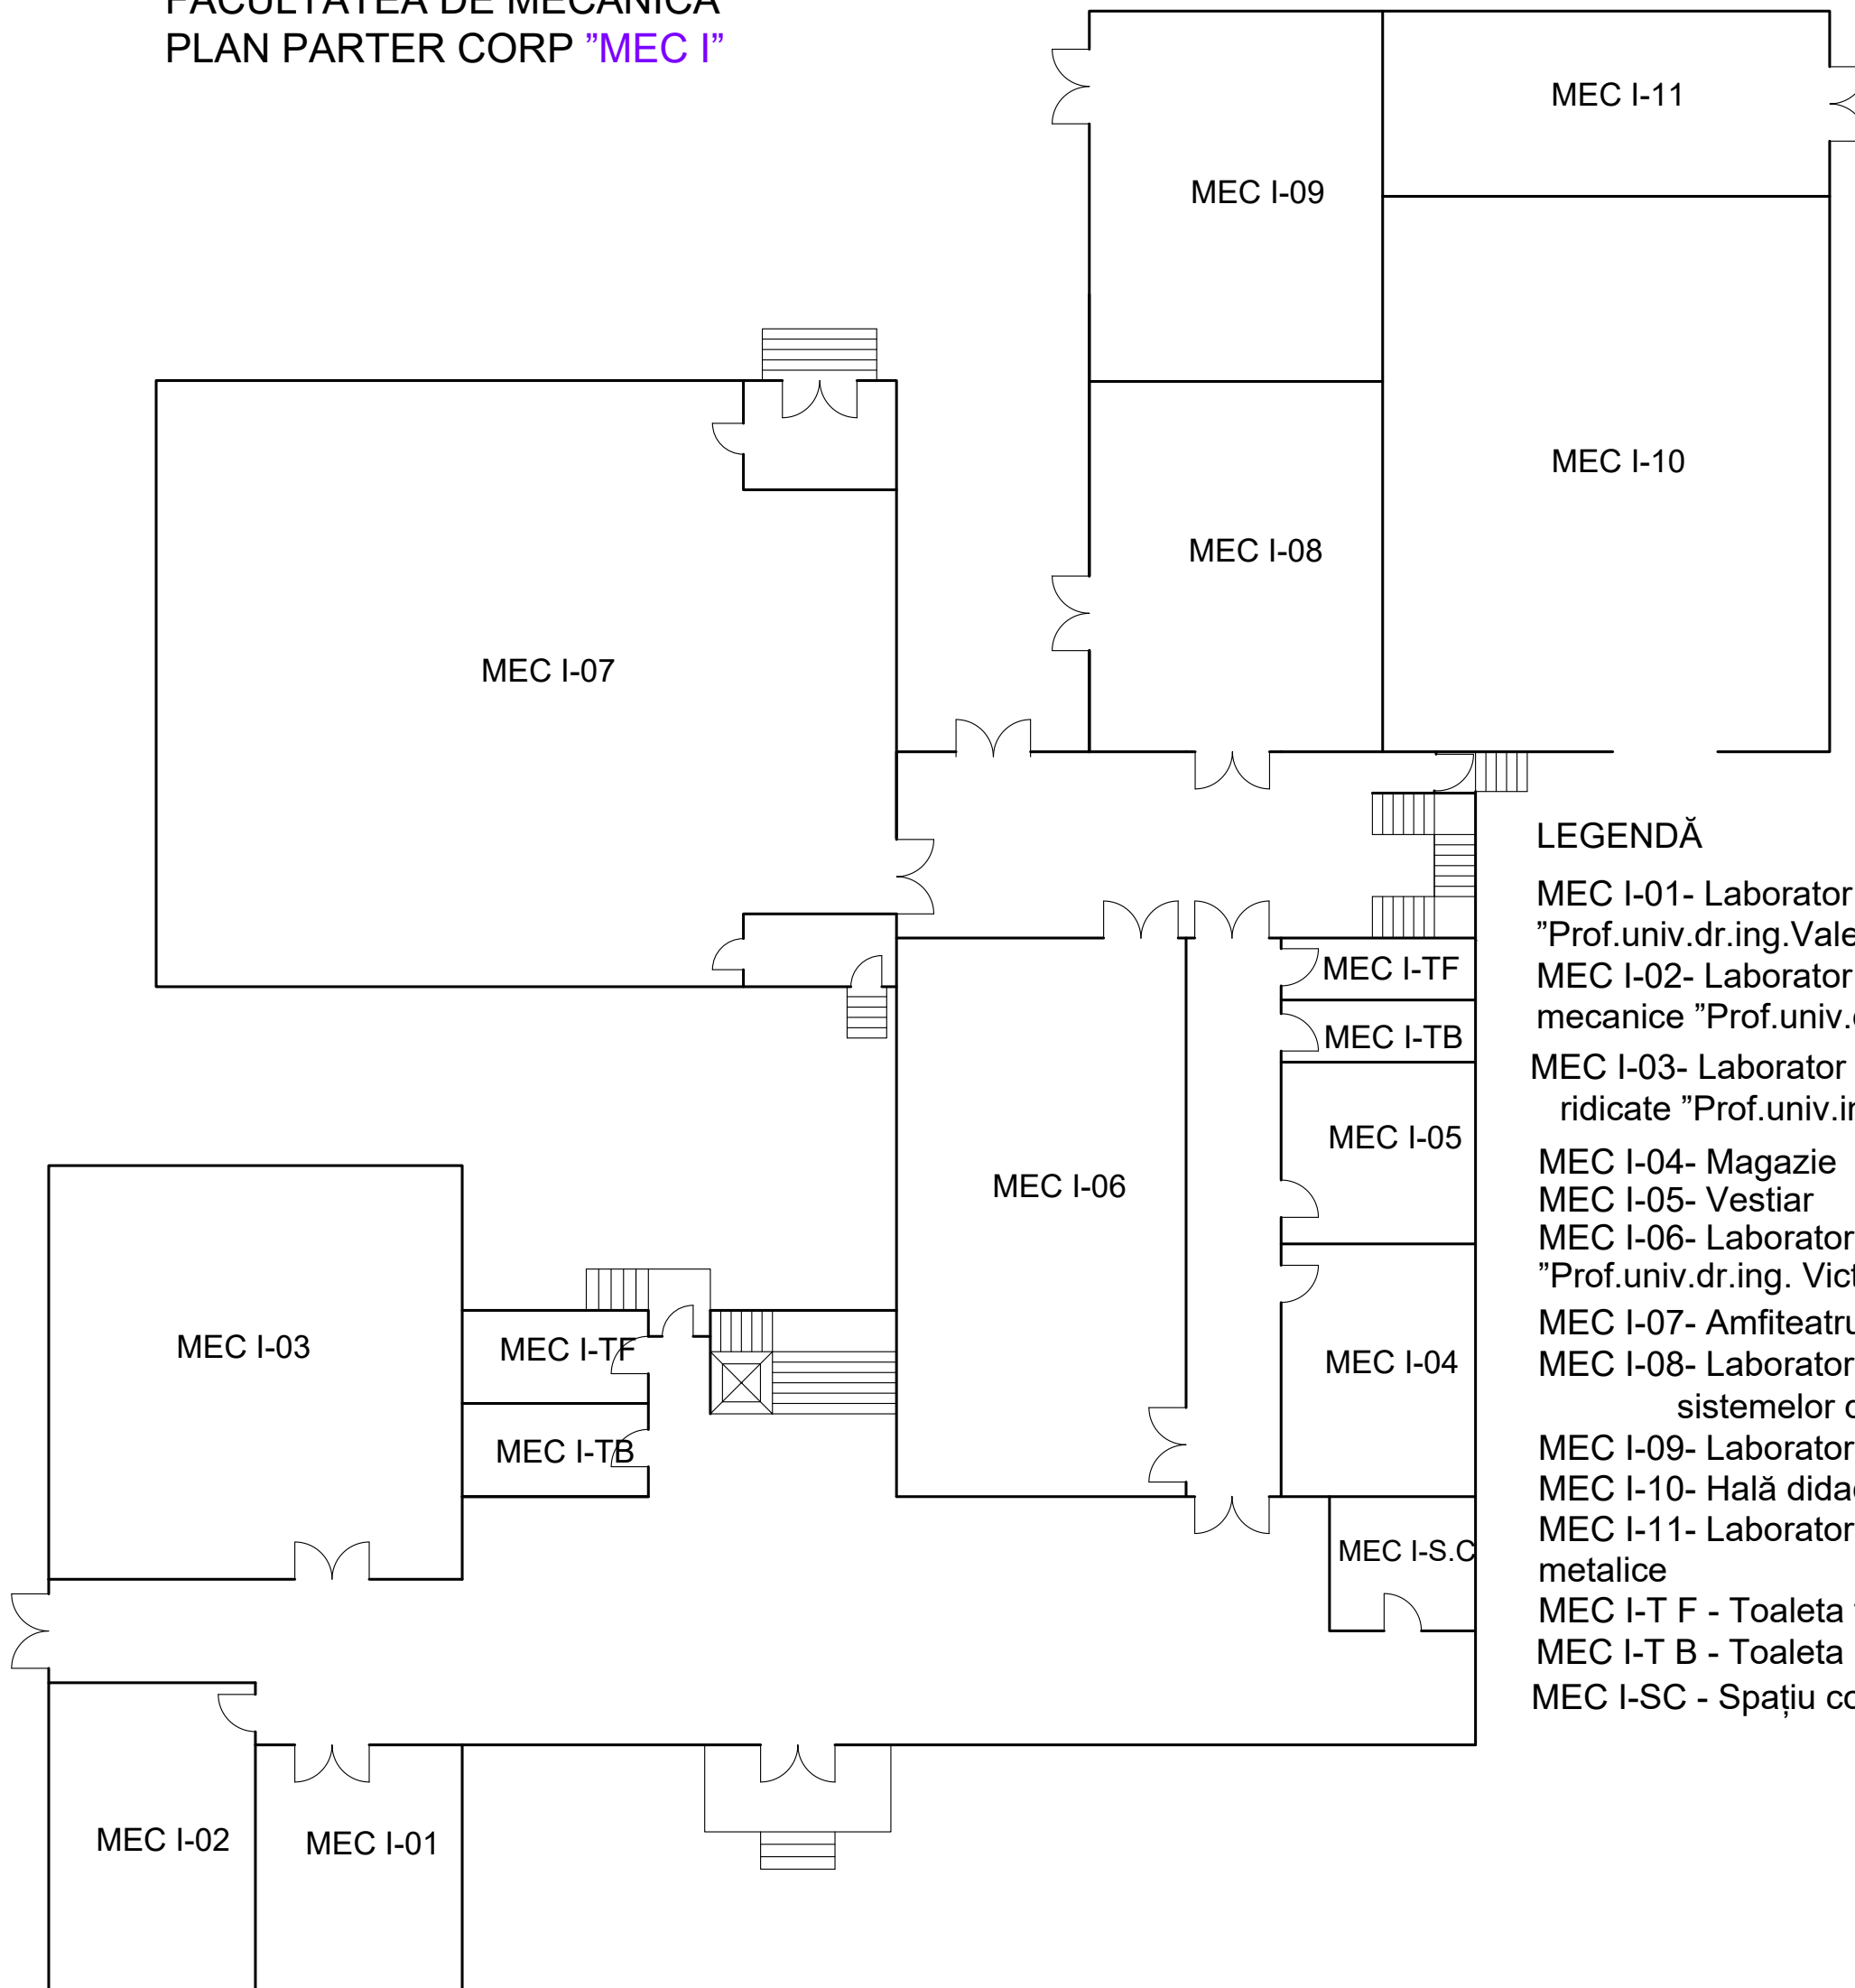 FACULTATEA DE MECANICA
PLAN PARTER CORP ”MEC I”
MEC I-11
MEC I-09
MEC I-10
MEC I-08
MEC I-07
MEC I-TF
MEC I-TB
MEC I-05
MEC I-06
MEC I-04
MEC I-03
MEC I-TF
MEC I-TB
MEC I-S.C
MEC I-02
MEC I-01
LEGENDĂ
MEC I-01- Laborator
”Prof.univ.dr.ing.Vale
MEC I-02- Laborator
mecanice ”Prof.univ.
MEC I-03- Laborator
ridicate ”Prof.univ.in
MEC I-04- Magazie
MEC I-05- Vestiar
MEC I-06- Laborator
”Prof.univ.dr.ing. Vict
MEC I-07- Amfiteatru
MEC I-08- Laborator
sistemelor
MEC I-09- Laborator
MEC I-10- Hală dida
MEC I-11- Laborator
metalice
MEC I-T F - Toaleta
MEC I-T B - Toaleta
MEC I-SC - Spațiu co